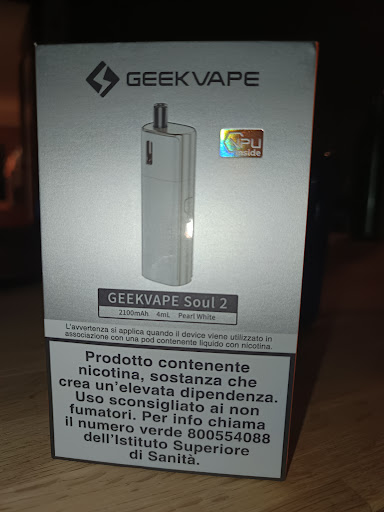 GEEKVAPE
VPU
inside
GEEKVAPE Soul 2
2100mAh 4mL Pearl White
L'avvertenza si applica quando il device viene utilizzato in
associazione con una pod contenente liquido con nicotina.
Prodotto contenente
nicotina, sostanza che
crea un'elevata dipendenza.
Uso sconsigliato ai non
fumatori. Per info chiama
il numero verde 800554088
dell'Istituto Superiore
di Sanità.